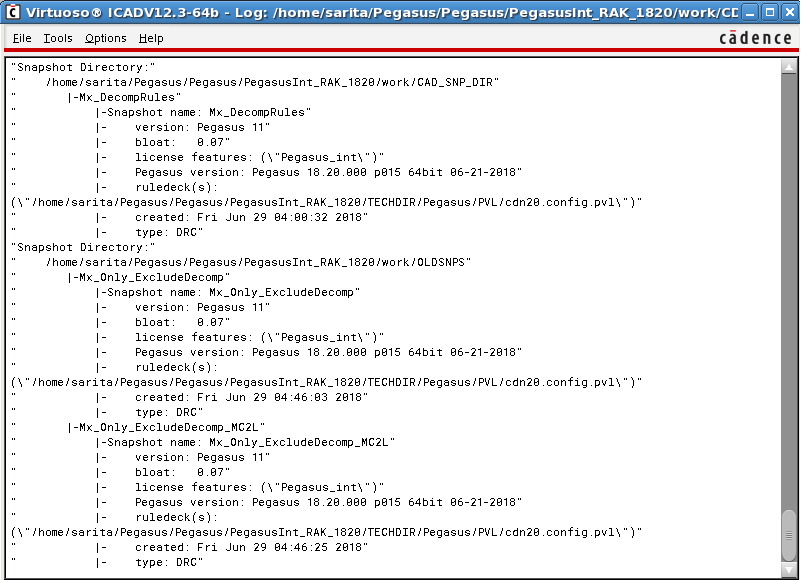 Virtuoso® ICADV12.3-64b - Log: /home/sarita/Pegasus/Pegasus/PegasusInt_RAK_1820/work/CD
File Tools Options Help
cādence
"Snapshot Directory:"
" /home/sarita/Pegasus/Pegasus/PegasusInt_RAK_1820/work/CAD_SNP_DIR"
" |-Mx_DecompRules"
" |-Snapshot name: Mx_DecompRules"
" |- version: Pegasus 11"
" |- bloat: 0.07"
" |- license features: (\"Pegasus_int\")"
" |- Pegasus version: Pegasus 18.20.000 p015 64bit 06-21-2018"
" |- ruledeck(s):
(\"/home/sarita/Pegasus/Pegasus/PegasusInt_RAK_1820/TECHDIR/Pegasus/PVL/cdn20.config.pvl\")"
" |- created: Fri Jun 29 04:00:32 2018"
" |- type: DRC"
"Snapshot Directory:"
" /home/sarita/Pegasus/Pegasus/PegasusInt_RAK_1820/work/OLDSNPS"
" |-Mx_Only_ExcludeDecomp"
" |-Snapshot name: Mx_Only_ExcludeDecomp"
" |- version: Pegasus 11"
" |- bloat: 0.07"
" |- license features: (\"Pegasus_int\")"
" |- Pegasus version: Pegasus 18.20.000 p015 64bit 06-21-2018"
" |- ruledeck(s):
(\"/home/sarita/Pegasus/Pegasus/PegasusInt_RAK_1820/TECHDIR/Pegasus/PVL/cdn20.config.pvl\")"
" |- created: Fri Jun 29 04:46:03 2018"
" |- type: DRC"
" |-Mx_Only_ExcludeDecomp_MC2L"
" |-Snapshot name: Mx_Only_ExcludeDecomp_MC2L"
" |- version: Pegasus 11"
" |- bloat: 0.07"
" |- license features: (\"Pegasus_int\")"
" |- Pegasus version: Pegasus 18.20.000 p015 64bit 06-21-2018"
" |- ruledeck(s):
(\"/home/sarita/Pegasus/Pegasus/PegasusInt_RAK_1820/TECHDIR/Pegasus/PVL/cdn20.config.pvl\")"
" |- created: Fri Jun 29 04:46:25 2018"
" |- type: DRC"